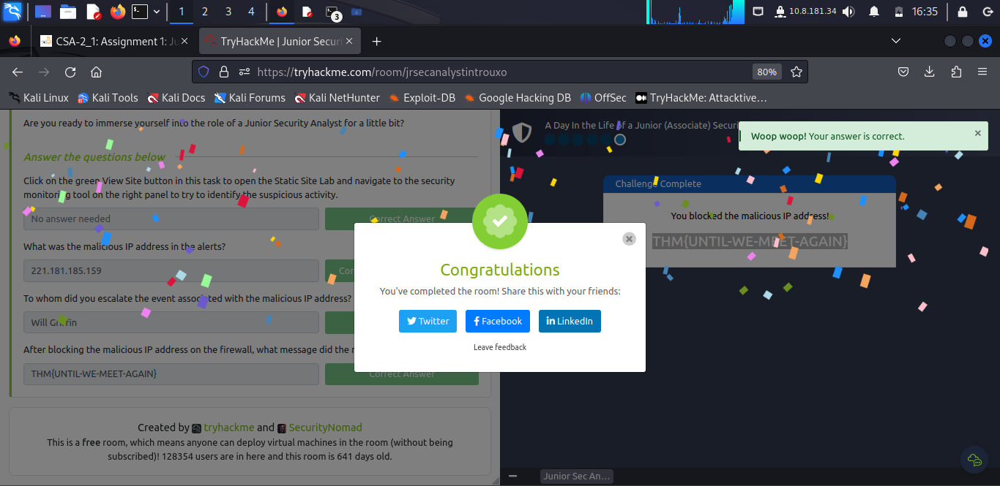 1 2 3 4 3 10.8.181.34 16:35
CSA-2_1: Assignment 1: Ju
TryHackMe | Junior Securi
https://tryhackme.com/room/jrsecanalystintrouxo 80%
Kali Linux Kali Tools Kali Docs Kali Forums Kali NetHunter Exploit-DB Google Hacking DB OffSec TryHackMe: Attacktive…
Are you ready to immerse yourself into the role of a Junior Security Analyst for a little bit?
Answer the questions below
Click on the green View Site button in this task to open the Static Site Lab and navigate to the security
monitoring tool on the right panel to try to identify the suspicious activity.
No answer needed Correct Answer
What was the malicious IP address in the alerts?
221.181.185.159 Cor
To whom did you escalate the event associated with the malicious IP address?
Will Griffin
After blocking the malicious IP address on the firewall, what message did the
THM{UNTIL-WE-MEET-AGAIN} Correct Answer
Created by tryhackme and SecurityNomad
This is a free room, which means anyone can deploy virtual machines in the room (without being
subscribed)! 128354 users are in here and this room is 641 days old.
A Day In the Life of a Junior (Associate) Securi
Woop woop! Your answer is correct.
Challenge Complete
You blocked the malicious IP address!
THM{UNTIL-WE-MEET-AGAIN}
Congratulations
You've completed the room! Share this with your friends:
Twitter Facebook LinkedIn
Leave feedback
Junior Sec An...